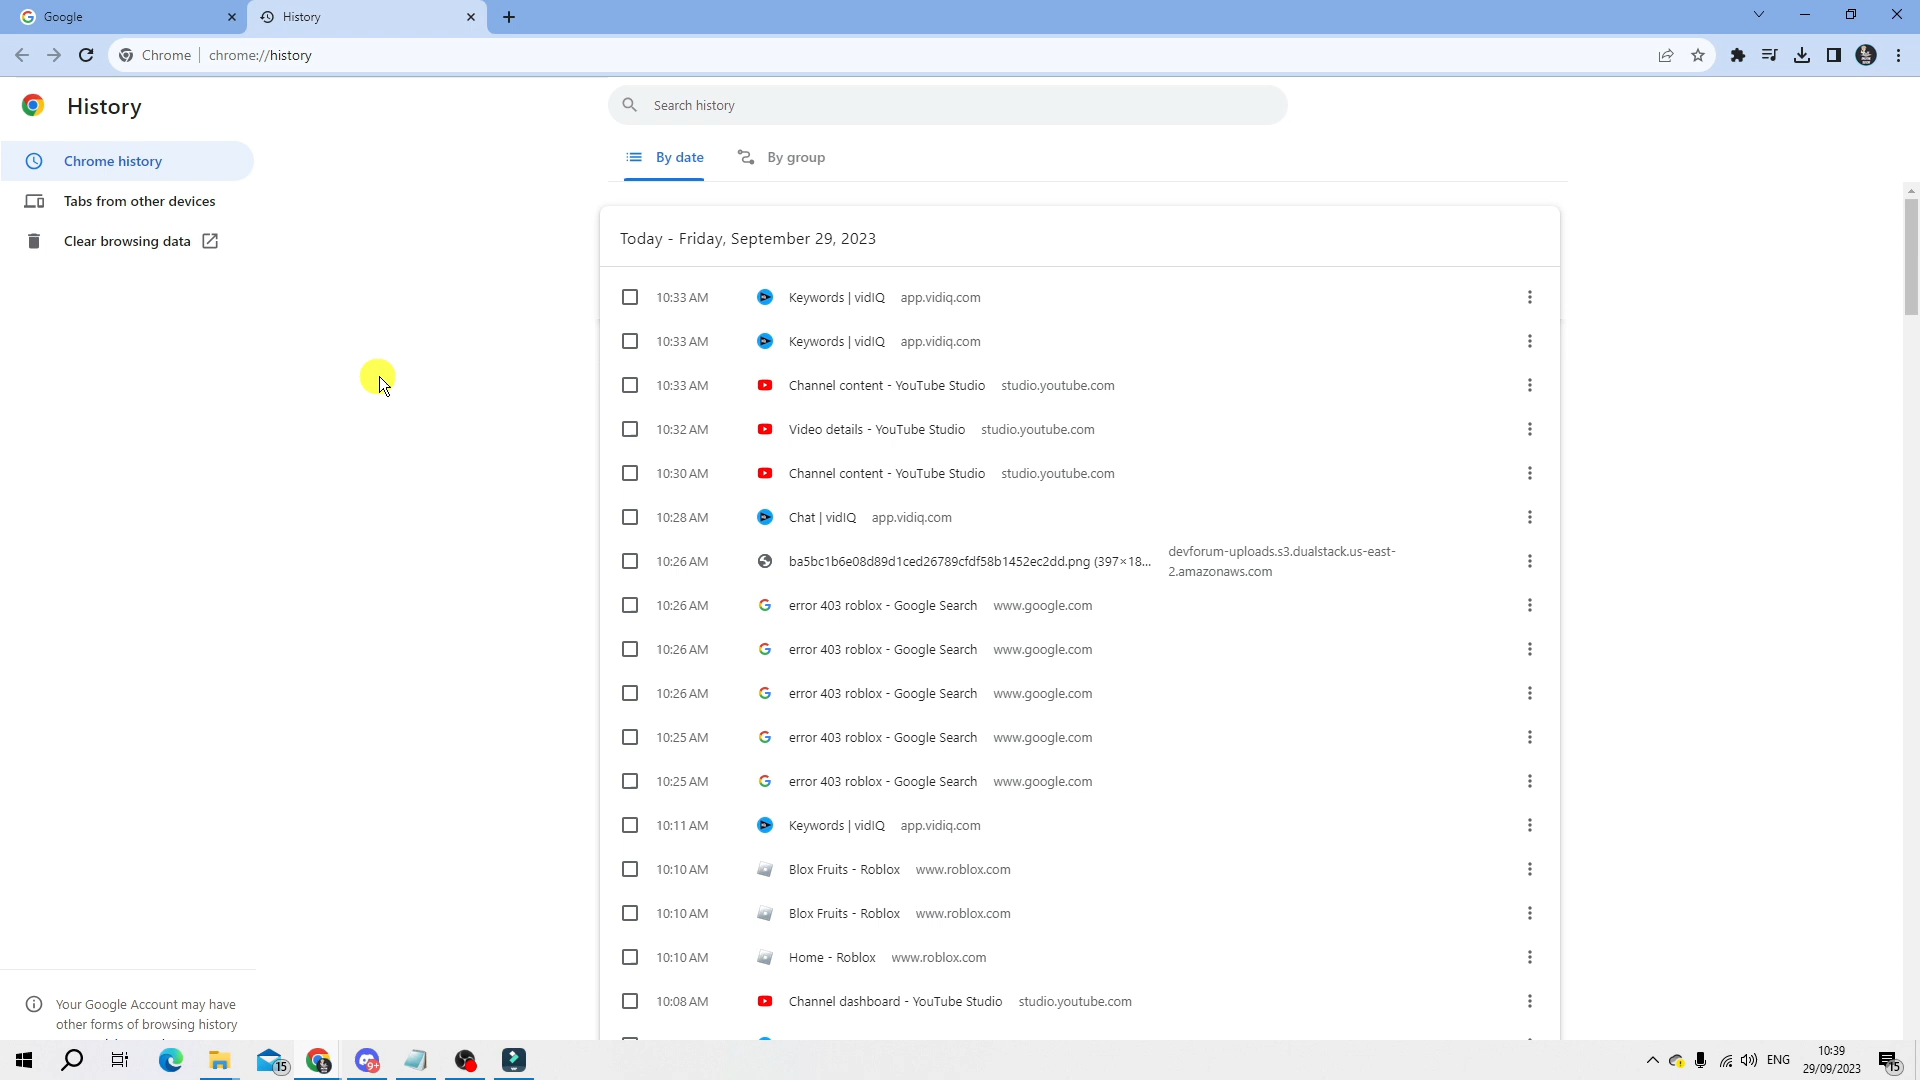 Google
History
Chrome
chrome://history
History
Search history
Chrome history
Tabs from other devices
Clear browsing data
By date
By group
Today - Friday, September 29, 2023
10:33 AM Keywords | vidIQ app.vidiq.com
10:33 AM Keywords | vidIQ app.vidiq.com
10:33 AM Channel content - YouTube Studio studio.youtube.com
10:32 AM Video details - YouTube Studio studio.youtube.com
10:30 AM Channel content - YouTube Studio studio.youtube.com
10:28 AM Chat | vidIQ app.vidiq.com
10:26 AM ba5bc1b6e08d89d1ced26789cfdf58b1452ec2dd.png (397×18... devforum-uploads.s3.dualstack.us-east-
2.amazonaws.com
10:26 AM error 403 roblox - Google Search www.google.com
10:26 AM error 403 roblox - Google Search www.google.com
10:26 AM error 403 roblox - Google Search www.google.com
10:25 AM error 403 roblox - Google Search www.google.com
10:25 AM error 403 roblox - Google Search www.google.com
10:11 AM Keywords | vidIQ app.vidiq.com
10:10 AM Blox Fruits - Roblox www.roblox.com
10:10 AM Blox Fruits - Roblox www.roblox.com
10:10 AM Home - Roblox www.roblox.com
10:08 AM Channel dashboard - YouTube Studio studio.youtube.com
Your Google Account may have
other forms of browsing history
15
9+
ENG
10:39
29/09/2023
15